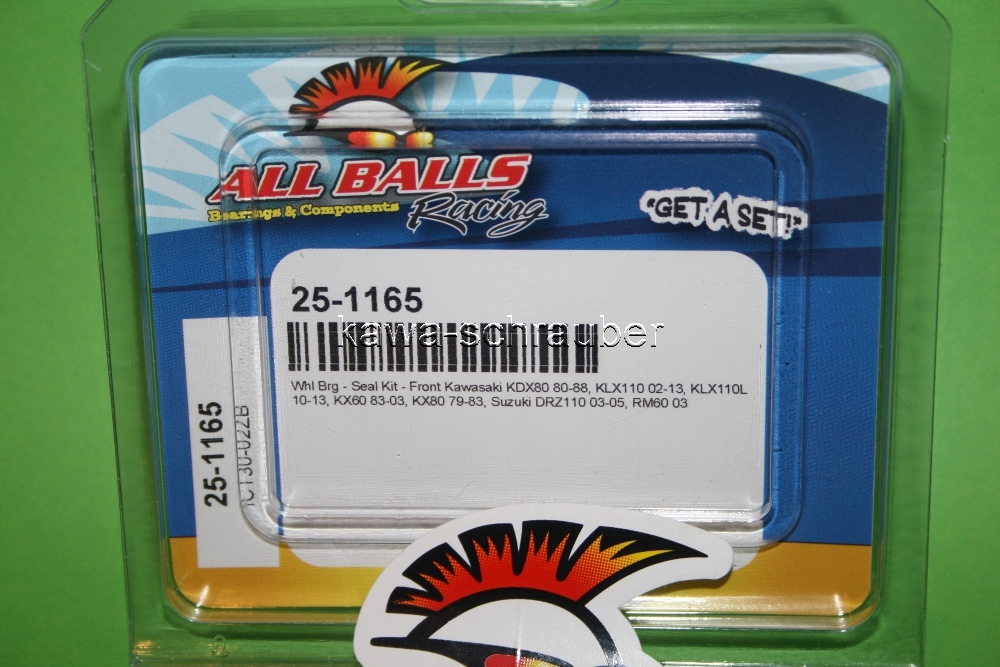 ALL BALLS
Racing
Bearings & Components
"GET A SET!"
25-1165
kawa-schrauber
Whl Brg - Seal Kit - Front Kawasaki KDX80 80-88, KLX110 02-13, KLX110L
10-13, KX60 83-03, KX80 79-83, Suzuki DRZ110 03-05, RM60 03
25-1165